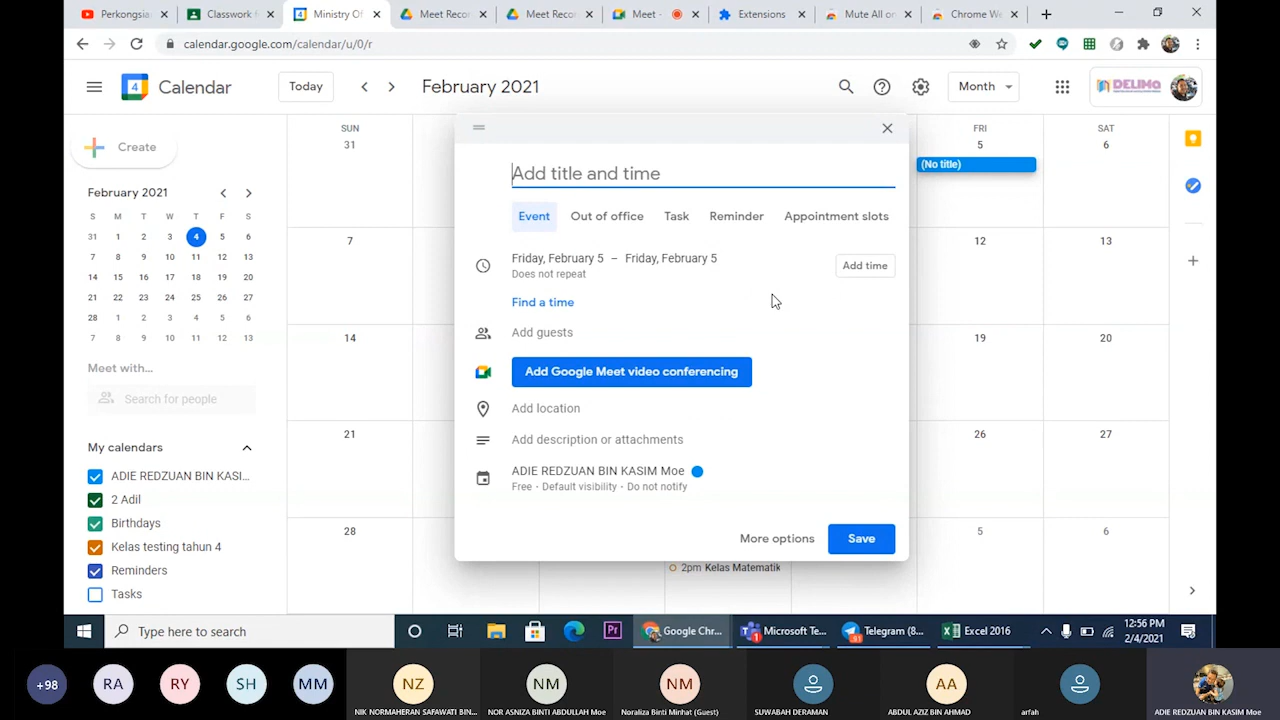 Perkongsian
Classwork f
Ministry Of
Meet Reco
Meet Reco
Meet -
Extensions
Mute All o
Chrome W
calendar.google.com/calendar/u/0/r
4
Calendar
Today
February 2021
Month
DELIMa
Create
February 2021
S M T W T F S
31 1 2 3 4 5 6
7 8 9 10 11 12 13
14 15 16 17 18 19 20
21 22 23 24 25 26 27
28 1 2 3 4 5 6
7 8 9 10 11 12 13
Meet with...
Search for people
My calendars
ADIE REDZUAN BIN KASI...
2 Adil
Birthdays
Kelas testing tahun 4
Reminders
Tasks
SUN
31
7
14
21
28
FRI
5
(No title)
12
19
26
5
SAT
6
13
20
27
6
Add title and time
Event
Out of office
Task
Reminder
Appointment slots
Friday, February 5 – Friday, February 5
Does not repeat
Add time
Find a time
Add guests
Add Google Meet video conferencing
Add location
Add description or attachments
ADIE REDZUAN BIN KASIM Moe
Free · Default visibility · Do not notify
More options
Save
2pm Kelas Matematik
Type here to search
Pr
Google Chr...
Microsoft Te...
Telegram (8...
Excel 2016
12:56 PM
2/4/2021
+98
RA
RY
SH
MM
NZ
NIK NORMAHERAN SAFAWATI BIN...
NM
NOR ANIZA BINTI ABDULLAH Moe
NM
Noraliza Binti Minhat (Guest)
SUWABAH DERAMAN
AA
ABDUL AZIZ BIN AHMAD
arfah
ADIE REDZUAN BIN KASIM Moe